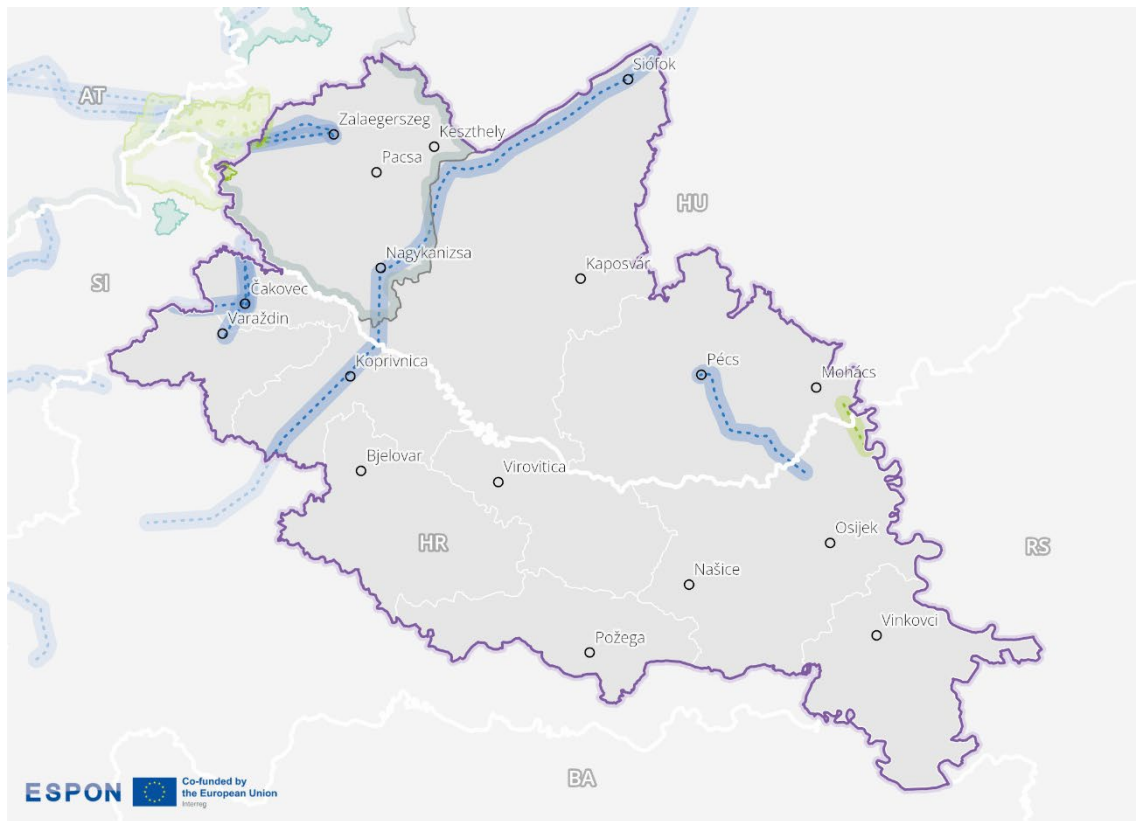 Siófok
AT
Zalaegerszeg
Keszthely
Pacsa
HU
Nagykanizsa
Kaposvár
SI
Čakovec
Varaždin
Koprivnica
Pécs
Mohács
Bjelovar
Virovitica
Osijek
HR
RS
Našice
Vinkovci
Požega
BA
ESPON
Co-funded by
the European Union
Interreg